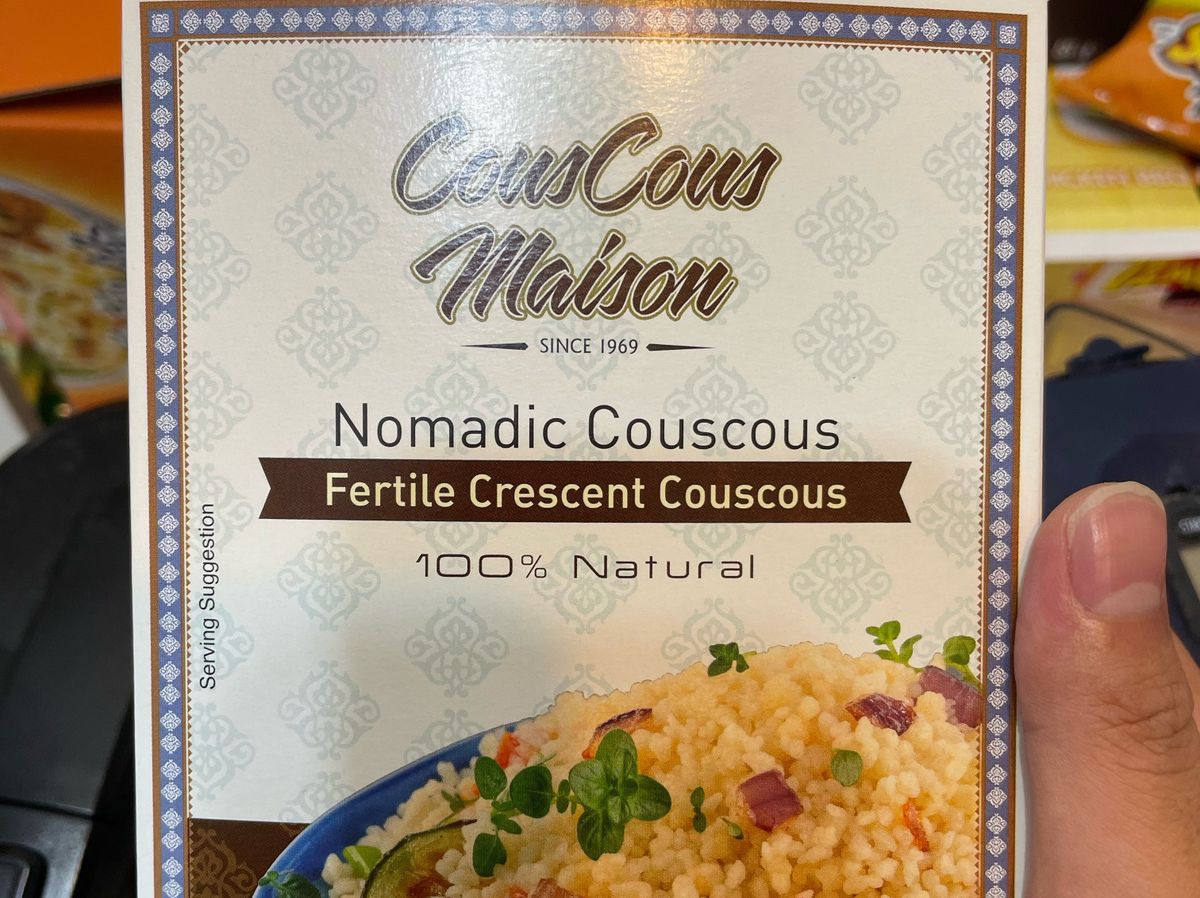 CousCous
Maison
SINCE 1969
Nomadic Couscous
Fertile Crescent Couscous
100% Natural
Serving Suggestion